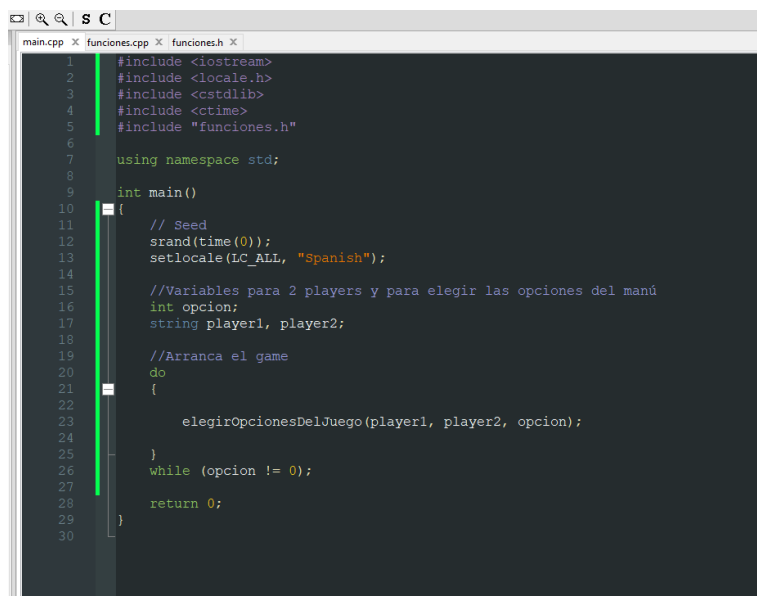 S C
main.cpp X funciones.cpp X funciones.h X
1 #include <iostream>
2 #include <locale.h>
3 #include <cstdlib>
4 #include <ctime>
5 #include "funciones.h"
6
7 using namespace std;
8
9 int main()
10 {
11 // Seed
12 srand(time(0));
13 setlocale(LC_ALL, "Spanish");
14
15 //Variables para 2 players y para elegir las opciones del manú
16 int opcion;
17 string player1, player2;
18
19 //Arranca el game
20 do
21 {
22
23 elegirOpcionesDelJuego(player1, player2, opcion);
24
25 }
26 while (opcion != 0);
27
28 return 0;
29 }
30